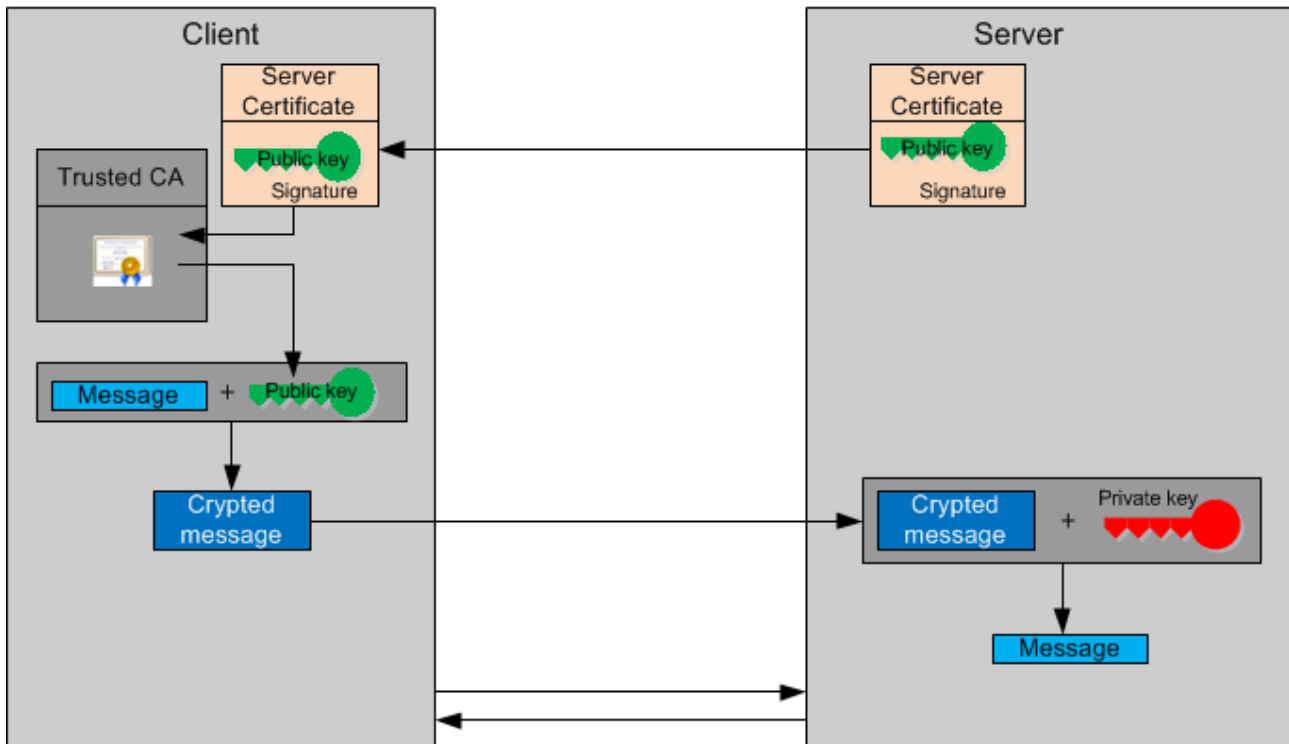 Client
Server
Certificate
Public key
Signature
Trusted CA
Message
+
Public key
Crypted
message
Server
Server
Certificate
Public key
Signature
Crypted
message
+
Private key
Message